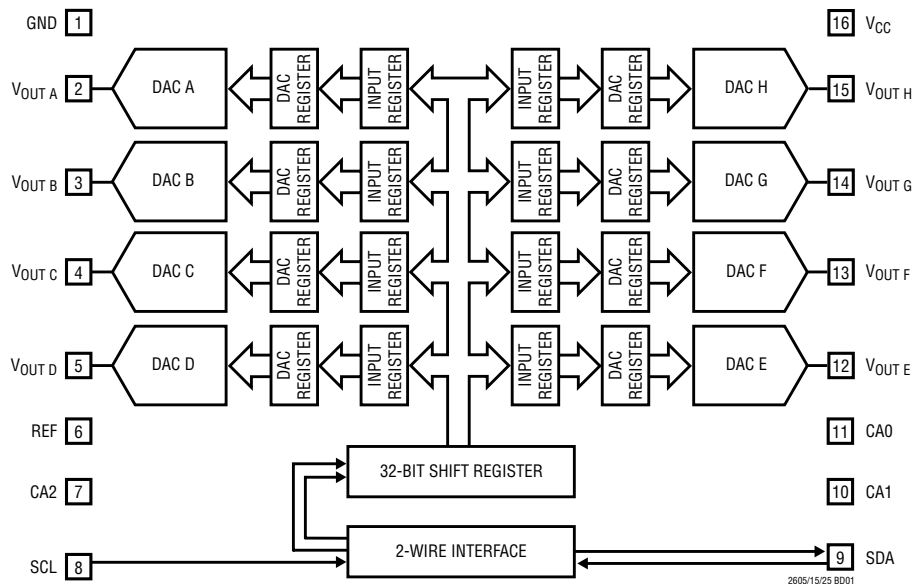 GND 1
16 VCC
VOUT A 2
DAC A
DAC REGISTER
INPUT REGISTER
INPUT REGISTER
DAC REGISTER
DAC H
15 VOUT H
VOUT B 3
DAC B
DAC REGISTER
INPUT REGISTER
INPUT REGISTER
DAC REGISTER
DAC G
14 VOUT G
VOUT C 4
DAC C
DAC REGISTER
INPUT REGISTER
INPUT REGISTER
DAC REGISTER
DAC F
13 VOUT F
VOUT D 5
DAC D
DAC REGISTER
INPUT REGISTER
INPUT REGISTER
DAC REGISTER
DAC E
12 VOUT E
REF 6
11 CA0
32-BIT SHIFT REGISTER
CA2 7
10 CA1
2-WIRE INTERFACE
SCL 8
9 SDA
2605/15/25 BD01